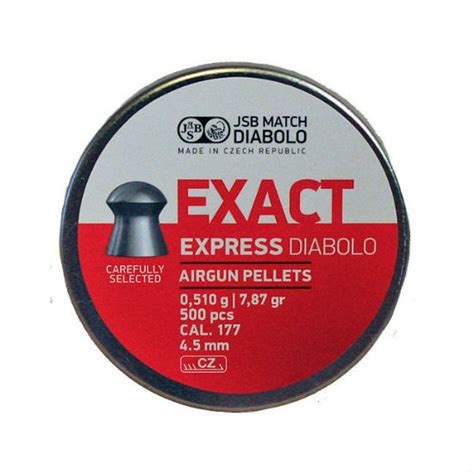 JSB
JSB MATCH
DIABOLO
MADE IN CZECH REPUBLIC
EXACT
EXPRESS DIABOLO
CAREFULLY
SELECTED
AIRGUN PELLETS
0,510 g | 7,87 gr
500 pcs
CAL. 177
4.5 mm
CZ